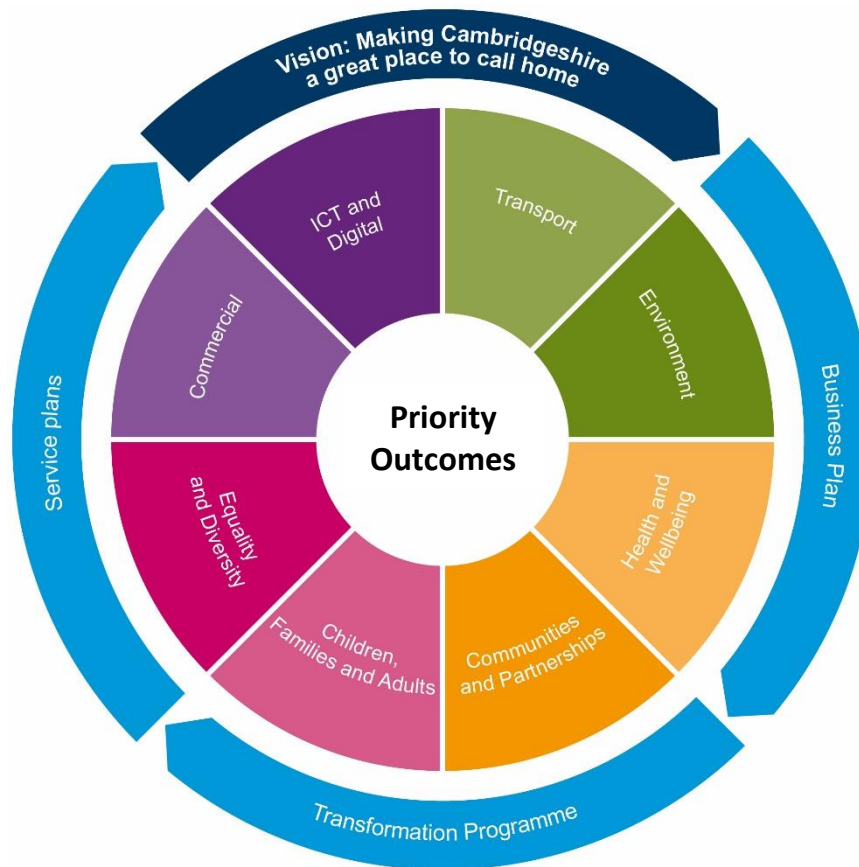 Vision: Making Cambridgeshire
a great place to call home
ICT and
Digital
Transport
Commercial
Environment
Service plans
Priority
Outcomes
Business Plan
Equality
and Diversity
Health and
Wellbeing
Children,
Families and Adults
Communities
and Partnerships
Transformation Programme